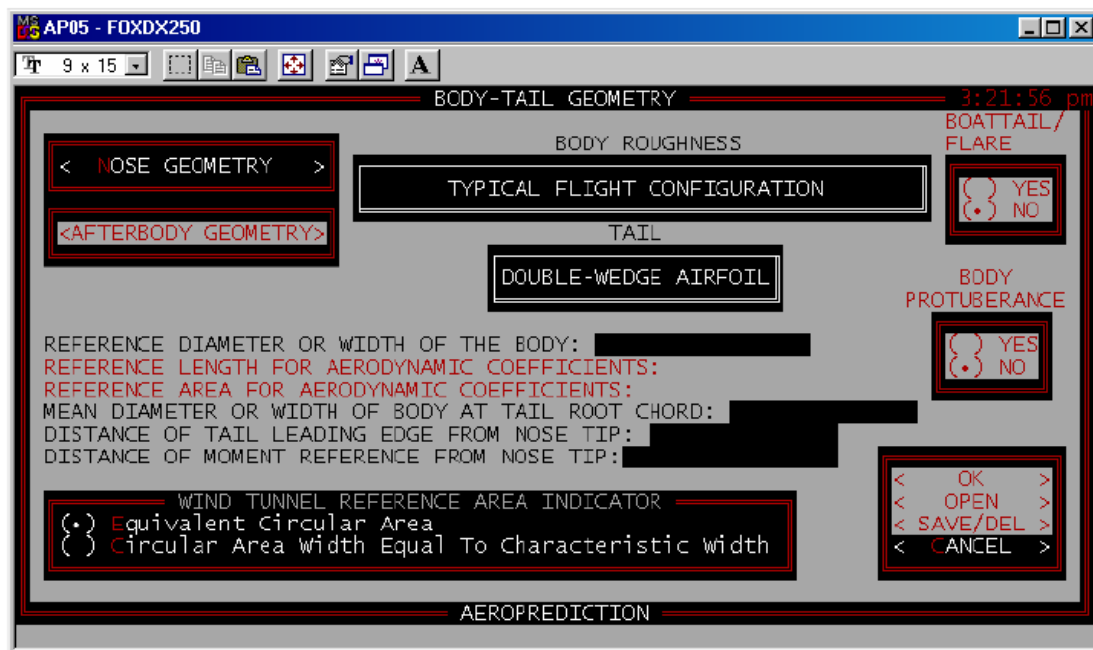 AP05 - FOXDX250
9 x 15
A
BODY-TAIL GEOMETRY
3:21:56 pm
< NOSE GEOMETRY >
<AFTERBODY GEOMETRY>
BODY ROUGHNESS
TYPICAL FLIGHT CONFIGURATION
TAIL
DOUBLE-WEDGE AIRFOIL
BOATTAIL/
FLARE
( ) YES
(•) NO
BODY
PROTUBERANCE
( ) YES
(•) NO
REFERENCE DIAMETER OR WIDTH OF THE BODY:
REFERENCE LENGTH FOR AERODYNAMIC COEFFICIENTS:
REFERENCE AREA FOR AERODYNAMIC COEFFICIENTS:
MEAN DIAMETER OR WIDTH OF BODY AT TAIL ROOT CHORD:
DISTANCE OF TAIL LEADING EDGE FROM NOSE TIP:
DISTANCE OF MOMENT REFERENCE FROM NOSE TIP:
WIND TUNNEL REFERENCE AREA INDICATOR
(•) Equivalent Circular Area
( ) Circular Area Width Equal To Characteristic Width
< OK >
< OPEN >
< SAVE/DEL >
< CANCEL >
AEROPREDICTION